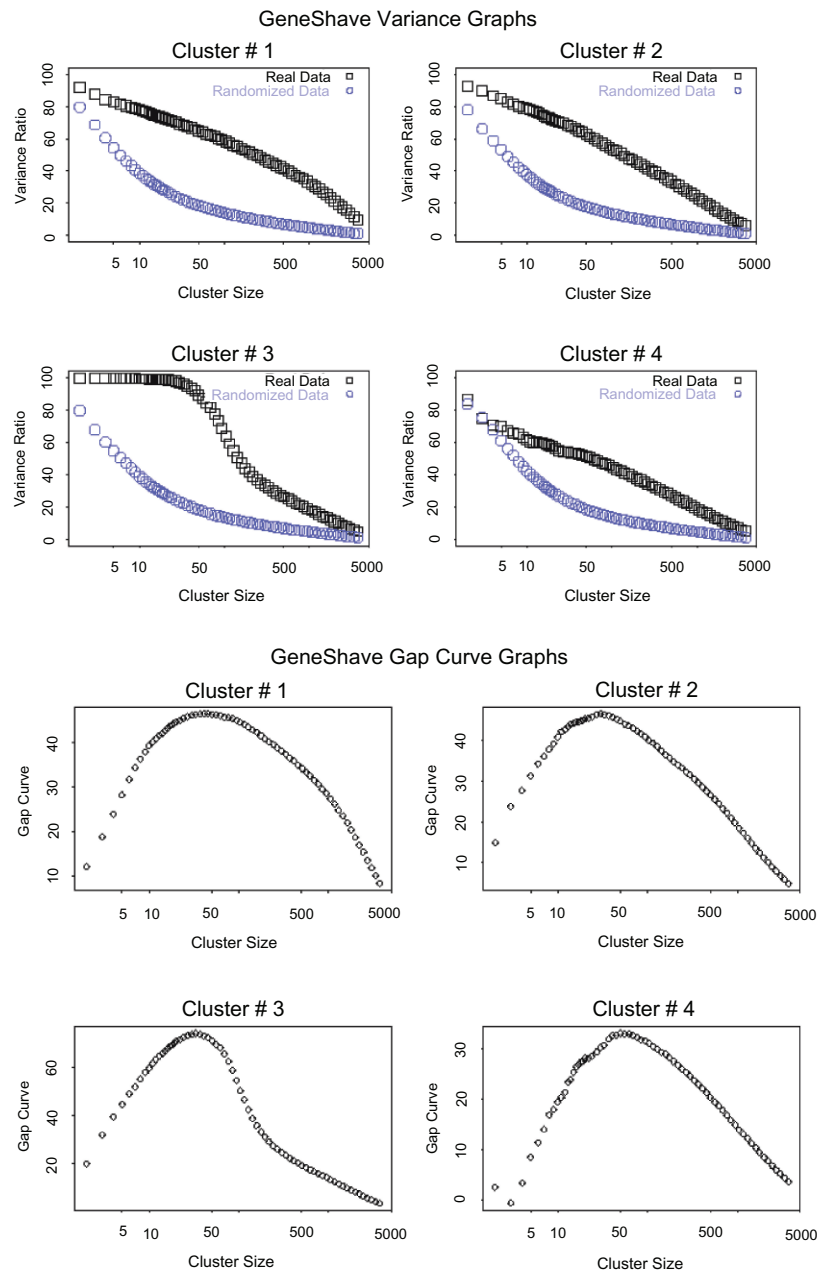 GeneShave Variance Graphs
Cluster # 1
Real Data
Randomized Data
Variance Ratio
0 20 40 60 80 100
5 10 50 500 5000
Cluster Size
Cluster # 2
Real Data
Randomized Data
Variance Ratio
0 20 40 60 80 100
5 10 50 500 5000
Cluster Size
Cluster # 3
Real Data
Randomized Data
Variance Ratio
0 20 40 60 80 100
5 10 50 500 5000
Cluster Size
Cluster # 4
Real Data
Randomized Data
Variance Ratio
0 20 40 60 80 100
5 10 50 500 5000
Cluster Size
GeneShave Gap Curve Graphs
Cluster # 1
Gap Curve
10 20 30 40
5 10 50 500 5000
Cluster Size
Cluster # 2
Gap Curve
10 20 30 40
5 10 50 500 5000
Cluster Size
Cluster # 3
Gap Curve
20 40 60
5 10 50 500 5000
Cluster Size
Cluster # 4
Gap Curve
0 10 20 30
5 10 50 500 5000
Cluster Size